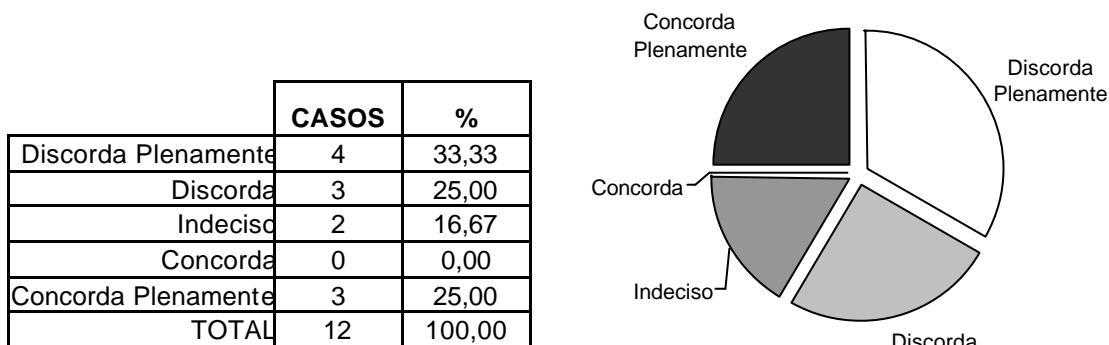 CASOS %
Discorda Plenamente 4 33,33
Discorda 3 25,00
Indeciso 2 16,67
Concorda 0 0,00
Concorda Plenamente 3 25,00
TOTAL 12 100,00
Concorda
Plenamente
Discorda
Plenamente
Concorda
Indeciso
Discorda